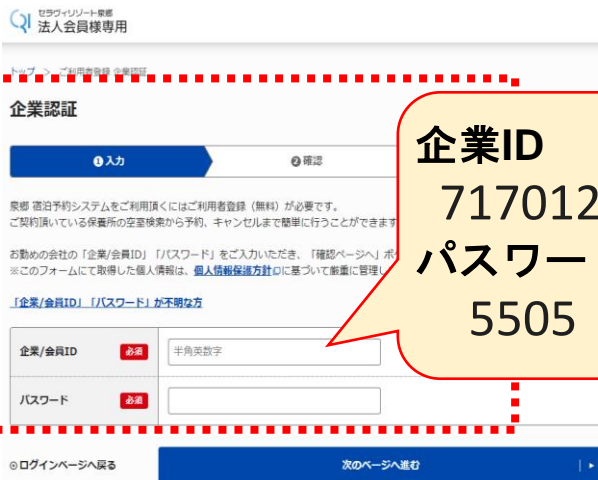 セラヴィリゾート泉郷
法人会員様専用
トップ > ご利用者登録 企業認証
企業認証
❶入力
❷確認
泉郷 宿泊予約システムをご利用頂くにはご利用者登録（無料）が必要です。
ご契約頂いている保養所の空室検索から予約、キャンセルまで簡単に行うことができます
お勤めの会社の「企業/会員ID」「パスワード」をご入力いただき、「確認ページへ」ボ
※このフォームにて取得した個人情報は、個人情報保護方針に基づいて厳重に管理し
「企業/会員ID」「パスワード」が不明な方
企業/会員ID 必須 半角英数字
パスワード 必須
ログインページへ戻る
次のページへ進む
企業ID
717012
パスワー
5505